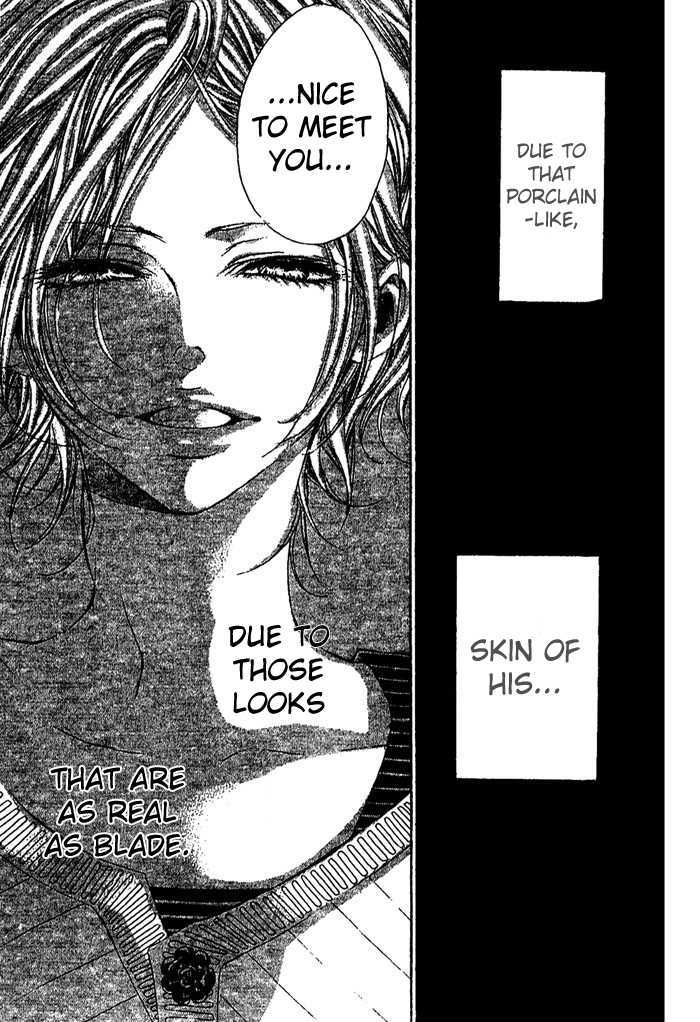 DUE TO
THAT
PORCLAIN
-LIKE,
SKIN OF
HIS...
...NICE
TO MEET
YOU...
DUE TO
THOSE
LOOKS
THAT ARE
AS REAL
AS BLADE.